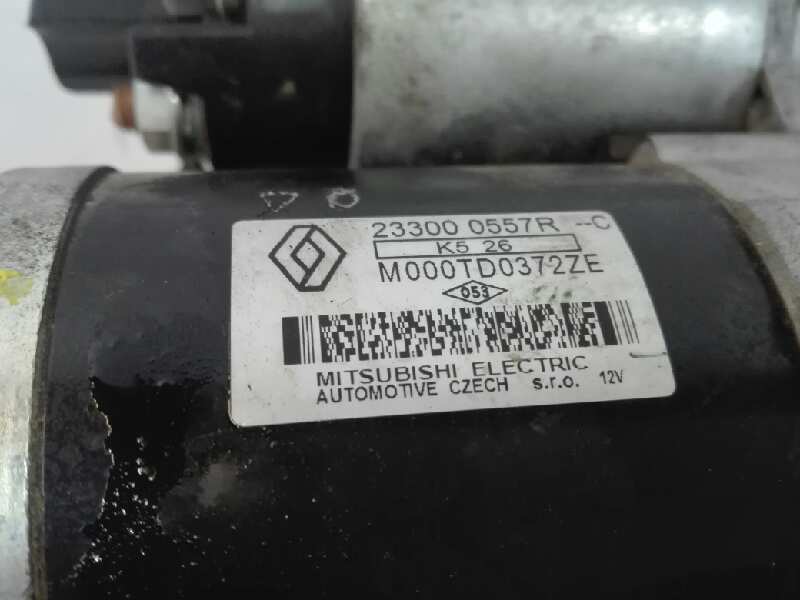 23300 0557R --C
K5 26
M000TD0372ZE
053
MITSUBISHI ELECTRIC
AUTOMOTIVE CZECH s.r.o. 12V